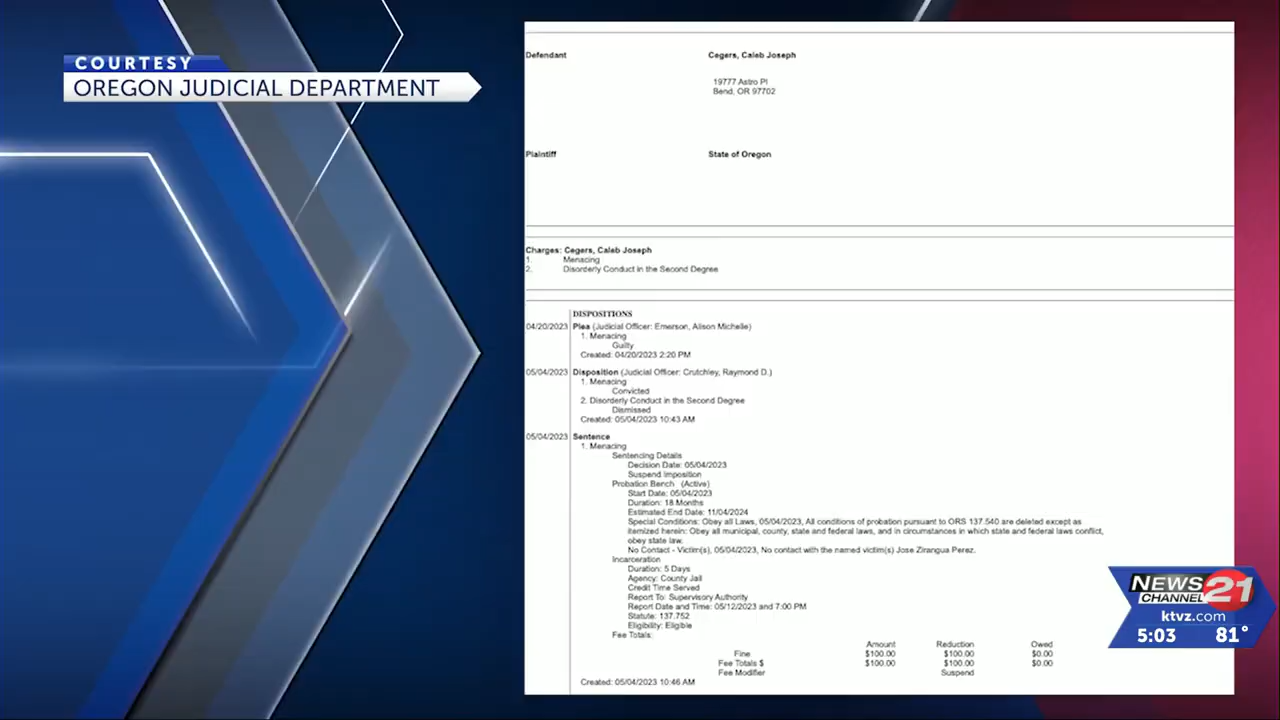 COURTESY
OREGON JUDICIAL DEPARTMENT
Defendant Cegers, Caleb Joseph
19777 Astro Pl
Bend, OR 97702
Plaintiff State of Oregon
Charges: Cegers, Caleb Joseph
1. Menacing
2. Disorderly Conduct in the Second Degree
DISPOSITIONS
04/20/2023 Plea (Judicial Officer: Emerson, Alison Michelle)
1. Menacing
Guilty
Created: 04/20/2023 2:20 PM
05/04/2023 Disposition (Judicial Officer: Crutchley, Raymond D.)
1. Menacing
Convicted
2. Disorderly Conduct in the Second Degree
Dismissed
Created: 05/04/2023 10:43 AM
05/04/2023 Sentence
1. Menacing
Sentencing Details
Decision Date: 05/04/2023
Suspend Imposition
Probation Bench (Active)
Start Date: 05/04/2023
Duration: 18 Months
Estimated End Date: 11/04/2024
Special Conditions: Obey all Laws, 05/04/2023, All conditions of probation pursuant to ORS 137.540 are deleted except as
itemized herein: Obey all municipal, county, state and federal laws, and in circumstances in which state and federal laws conflict,
obey state law.
No Contact - Victim(s), 05/04/2023, No contact with the named victim(s) Jose Zirangua Perez.
Incarceration
Duration: 5 Days
Agency: County Jail
Credit Time Served
Report To: Supervisory Authority
Report Date and Time: 05/12/2023 and 7:00 PM
Statute: 137.752
Eligibility: Eligible
Fee Totals:
Amount Reduction Owed
Fine $100.00 $100.00 $0.00
Fee Totals $ $100.00 $100.00 $0.00
Fee Modifier Suspend
Created: 05/04/2023 10:46 AM
NEWS
CHANNEL 21
ktvz.com
5:03 81°